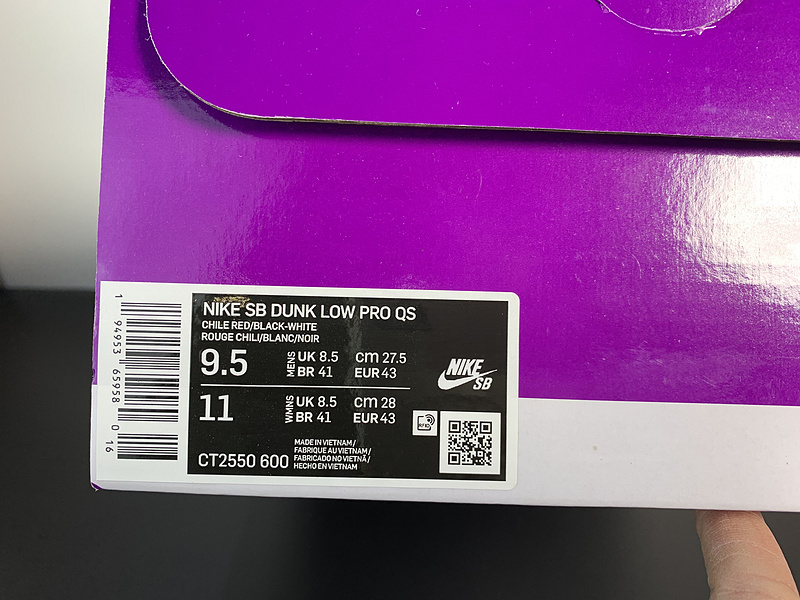 NIKE SB DUNK LOW PRO QS
CHILE RED/BLACK-WHITE
ROUGE CHILI/BLANC/NOIR
9.5 MENS UK 8.5 cm 27.5
BR 41 EUR 43
11 WMNS UK 8.5 cm 28
BR 41 EUR 43
NIKE
SB
RFID
CT2550 600
MADE IN VIETNAM/
FABRIQUE AU VIETNAM/
FABRICADO NO VIETNÃ/
HECHO EN VIETNAM
1 94953 65958 0 16